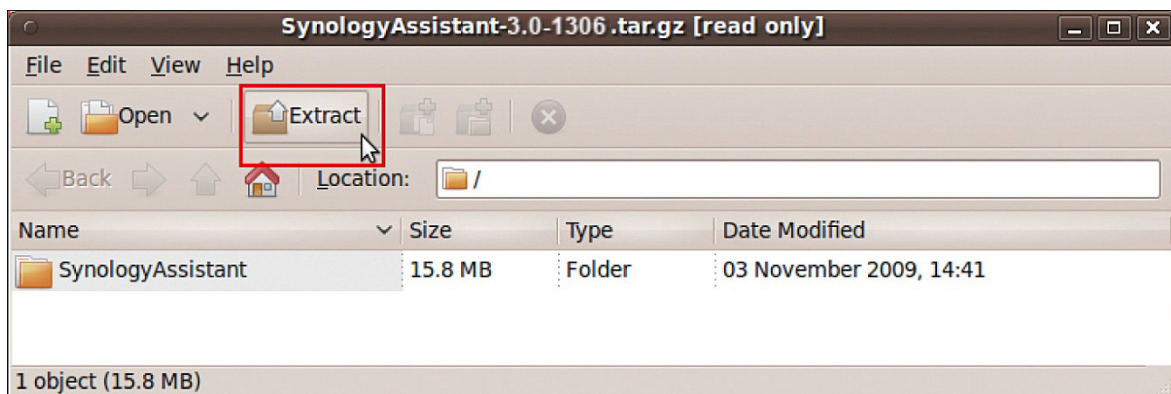 SynologyAssistant-3.0-1306.tar.gz [read only]
File Edit View Help
Open Extract
Back Location: /
Name Size Type Date Modified
SynologyAssistant 15.8 MB Folder 03 November 2009, 14:41
1 object (15.8 MB)